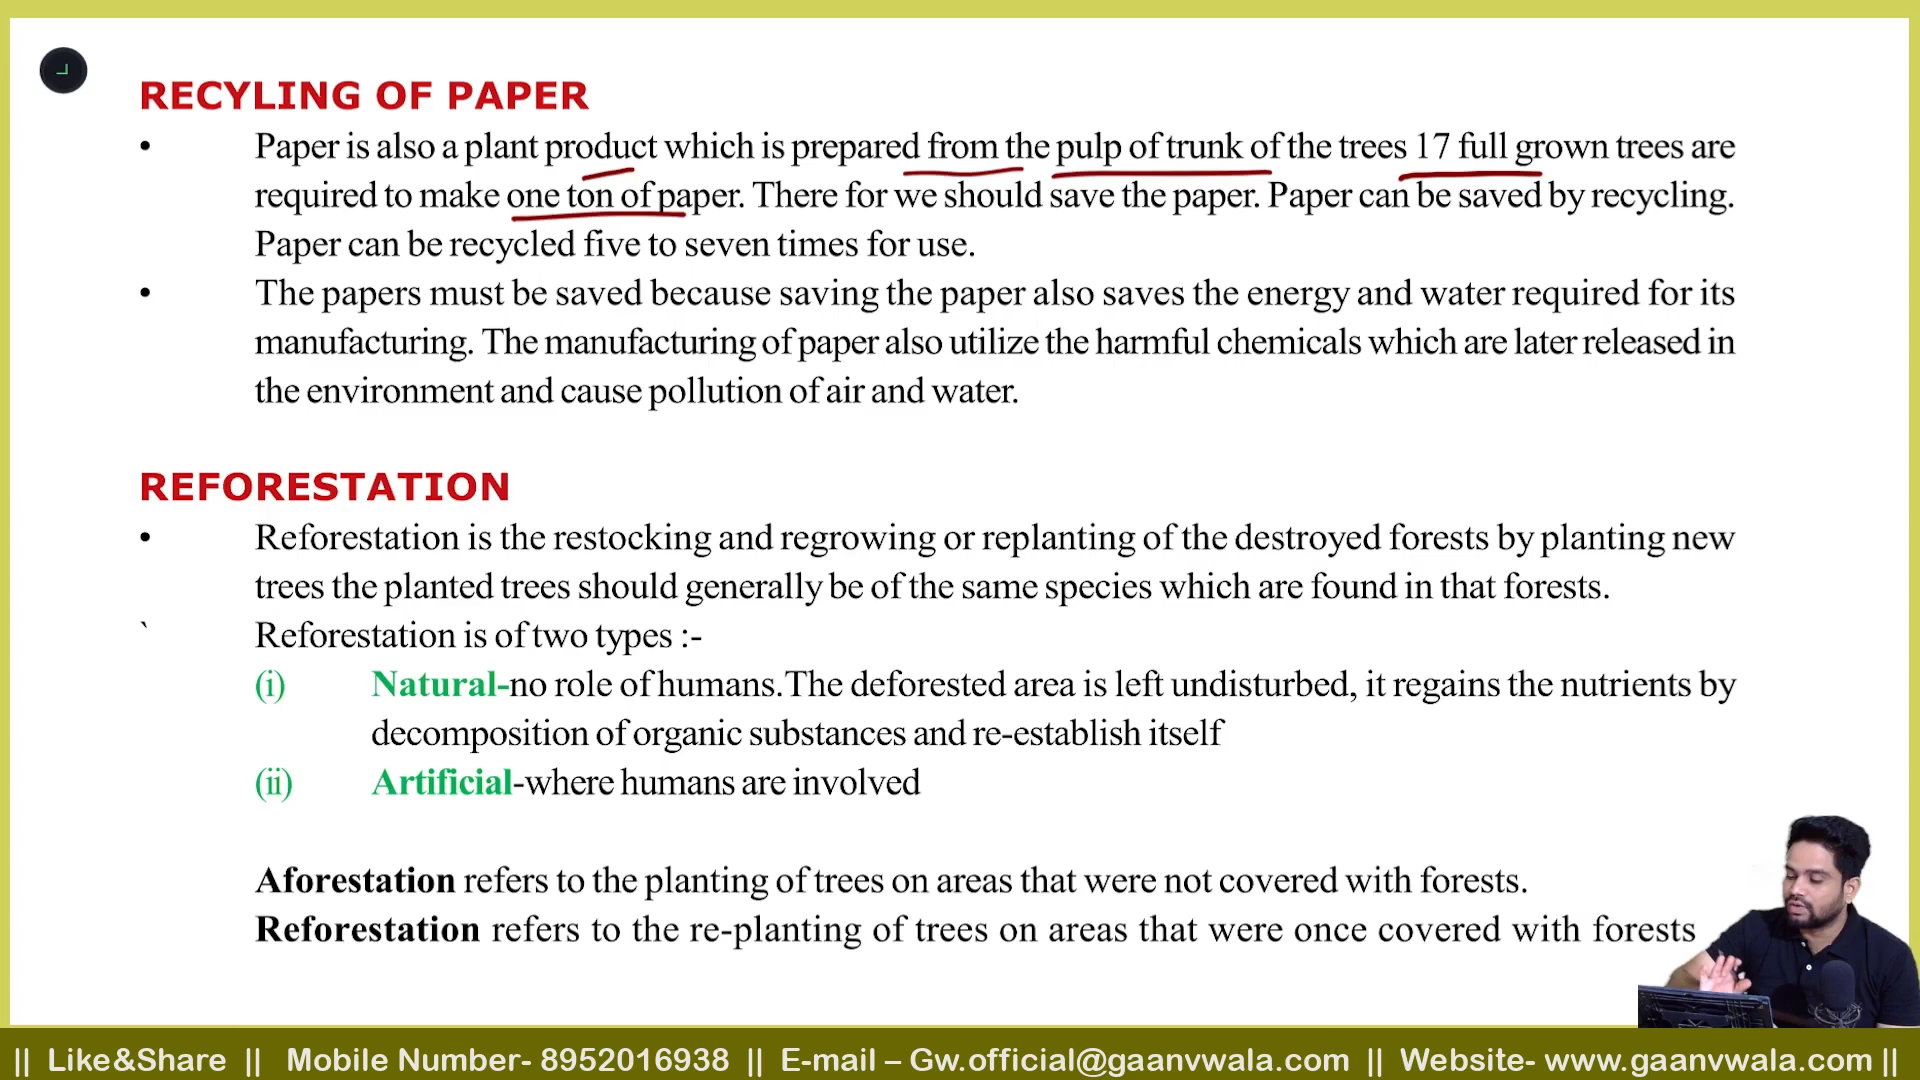 RECYLING OF PAPER
• Paper is also a plant product which is prepared from the pulp of trunk of the trees 17 full grown trees are
required to make one ton of paper. There for we should save the paper. Paper can be saved by recycling.
Paper can be recycled five to seven times for use.
• The papers must be saved because saving the paper also saves the energy and water required for its
manufacturing. The manufacturing of paper also utilize the harmful chemicals which are later released in
the environment and cause pollution of air and water.
REFORESTATION
• Reforestation is the restocking and regrowing or replanting of the destroyed forests by planting new
trees the planted trees should generally be of the same species which are found in that forests.
` Reforestation is of two types :-
(i) Natural-no role of humans.The deforested area is left undisturbed, it regains the nutrients by
decomposition of organic substances and re-establish itself
(ii) Artificial-where humans are involved
Aforestation refers to the planting of trees on areas that were not covered with forests.
Reforestation refers to the re-planting of trees on areas that were once covered with forests
|| Like&Share || Mobile Number- 8952016938 || E-mail – Gw.official@gaanvwala.com || Website- www.gaanvwala.com ||